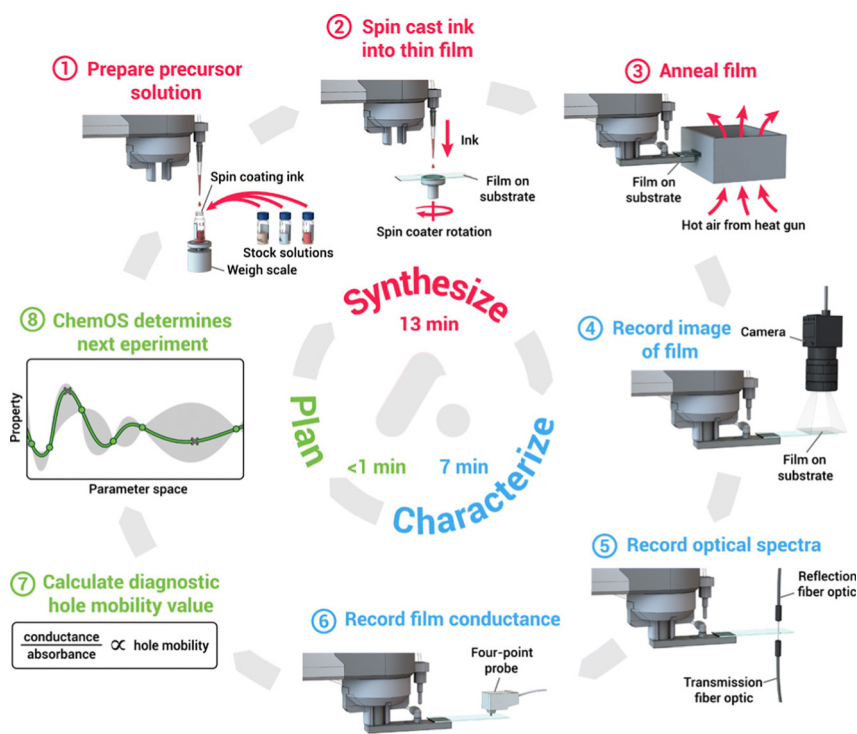 ① Prepare precursor
solution
Spin coating ink
Stock solutions
Weigh scale
② Spin cast ink
into thin film
Ink
Film on
substrate
Spin coater rotation
③ Anneal film
Film on
substrate
Hot air from heat gun
Synthesize
13 min
Characterize
7 min
Plan
<1 min
④ Record image
of film
Camera
Film on
substrate
⑤ Record optical spectra
Reflection
fiber optic
Transmission
fiber optic
⑥ Record film conductance
Four-point
probe
⑦ Calculate diagnostic
hole mobility value
conductance
absorbance
∝ hole mobility
⑧ ChemOS determines
next eperiment
Property
Parameter space